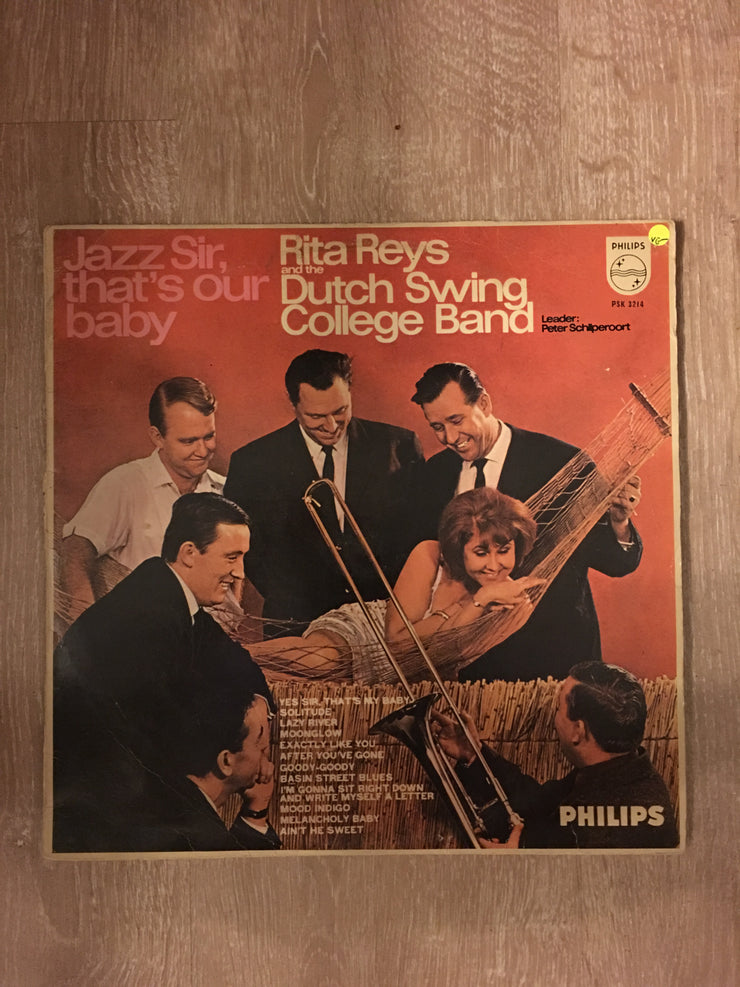 Jazz Sir,
that's our
baby
Rita Reys
and the
Dutch Swing
College Band
Leader:
Peter Schilperoort
PHILIPS
PSK 3214
VG-
YES SIR, THAT'S MY BABY
SOLITUDE
LAZY RIVER
MOONGLOW
EXACTLY LIKE YOU
AFTER YOU'VE GONE
GOODY-GOODY
BASIN STREET BLUES
I'M GONNA SIT RIGHT DOWN
AND WRITE MYSELF A LETTER
MOOD INDIGO
MELANCHOLY BABY
AIN'T HE SWEET
PHILIPS